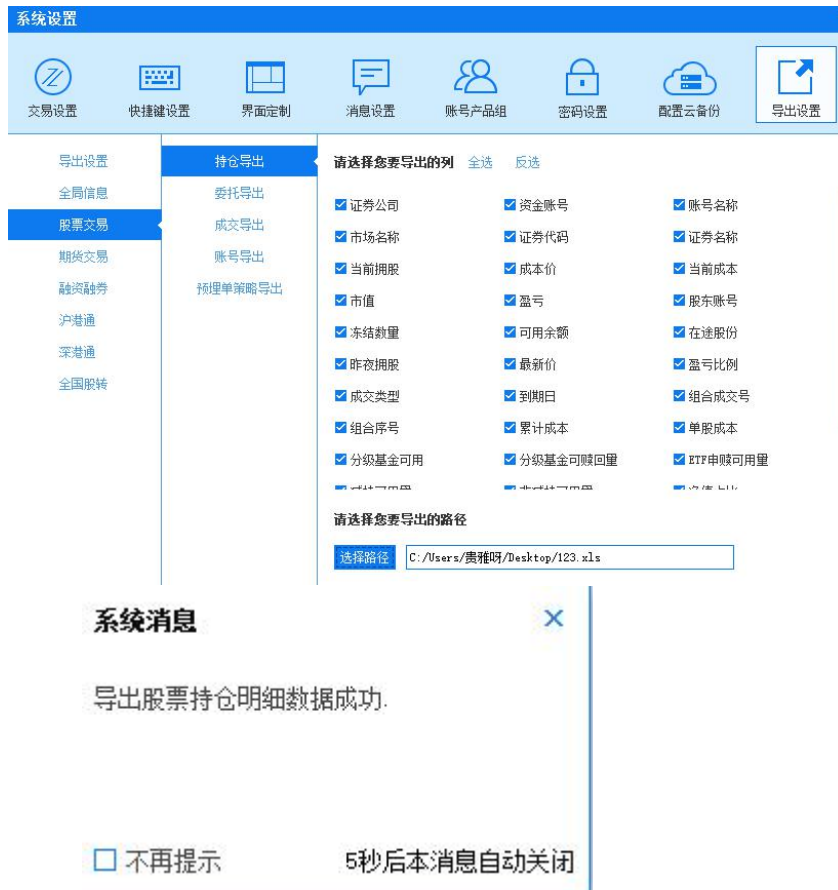 系统设置
交易设置 快捷键设置 界面定制 消息设置 账号产品组 密码设置 配置云备份 导出设置
导出设置
全局信息
股票交易
期货交易
融资融券
沪港通
深港通
全国股转
持仓导出
委托导出
成交导出
账号导出
预埋单策略导出
请选择您要导出的列 全选 反选
证券公司 资金账号 账号名称
市场名称 证券代码 证券名称
当前拥股 成本价 当前成本
市值 盈亏 股东账号
冻结数量 可用余额 在途股份
昨夜拥股 最新价 盈亏比例
成交类型 到期日 组合成交号
组合序号 累计成本 单股成本
分级基金可用 分级基金可赎回量 ETF申赎可用量
请选择您要导出的路径
选择路径 C:/Users/贵雅呀/Desktop/123.xls
系统消息
导出股票持仓明细数据成功.
不再提示 5秒后本消息自动关闭